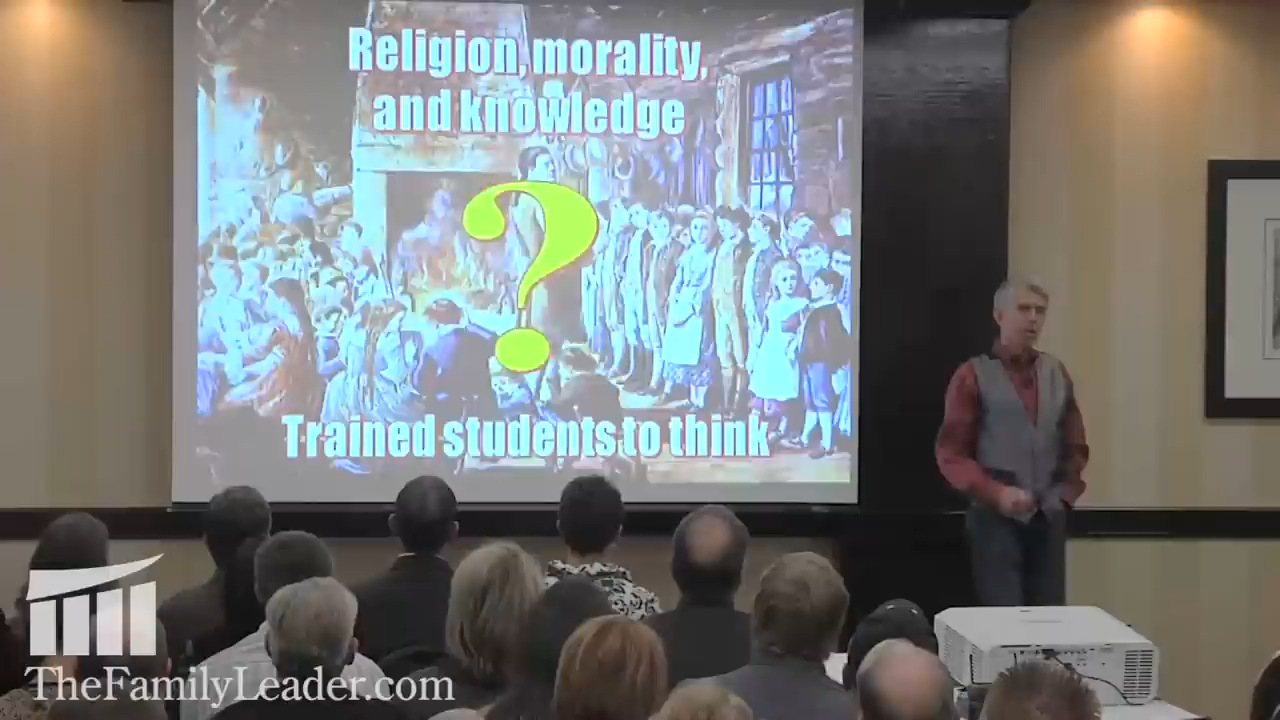 Religion, morality,
and knowledge
?
Trained students to think
TheFamilyLeader.com